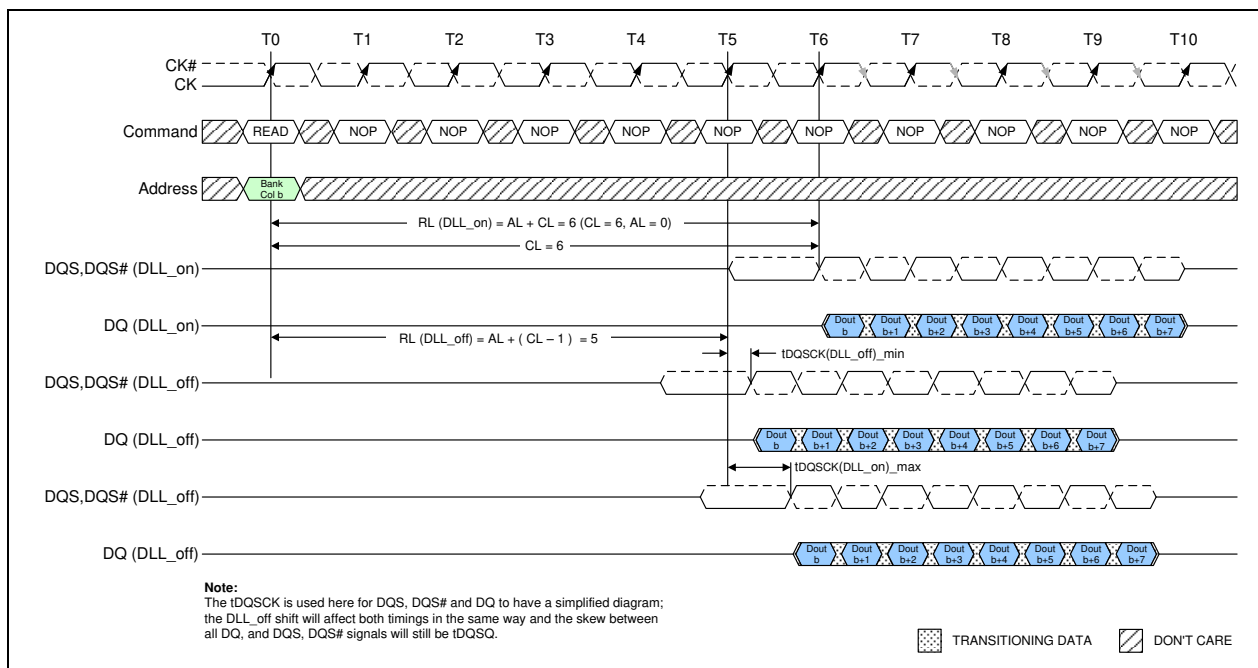 T0 T1 T2 T3 T4 T5 T6 T7 T8 T9 T10
CK#
CK
Command READ NOP NOP NOP NOP NOP NOP NOP NOP NOP NOP
Address Bank
Col b
RL (DLL_on) = AL + CL = 6 (CL = 6, AL = 0)
CL = 6
DQS,DQS# (DLL_on)
DQ (DLL_on) Dout Dout Dout Dout Dout Dout Dout Dout
b b+1 b+2 b+3 b+4 b+5 b+6 b+7
RL (DLL_off) = AL + ( CL – 1 ) = 5
tDQSCK(DLL_off)_min
DQS,DQS# (DLL_off)
DQ (DLL_off) Dout Dout Dout Dout Dout Dout Dout Dout
b b+1 b+2 b+3 b+4 b+5 b+6 b+7
tDQSCK(DLL_on)_max
DQS,DQS# (DLL_off)
DQ (DLL_off) Dout Dout Dout Dout Dout Dout Dout Dout
b b+1 b+2 b+3 b+4 b+5 b+6 b+7
Note:
The tDQSCK is used here for DQS, DQS# and DQ to have a simplified diagram;
the DLL_off shift will affect both timings in the same way and the skew between
all DQ, and DQS, DQS# signals will still be tDQSQ.
TRANSITIONING DATA DON'T CARE